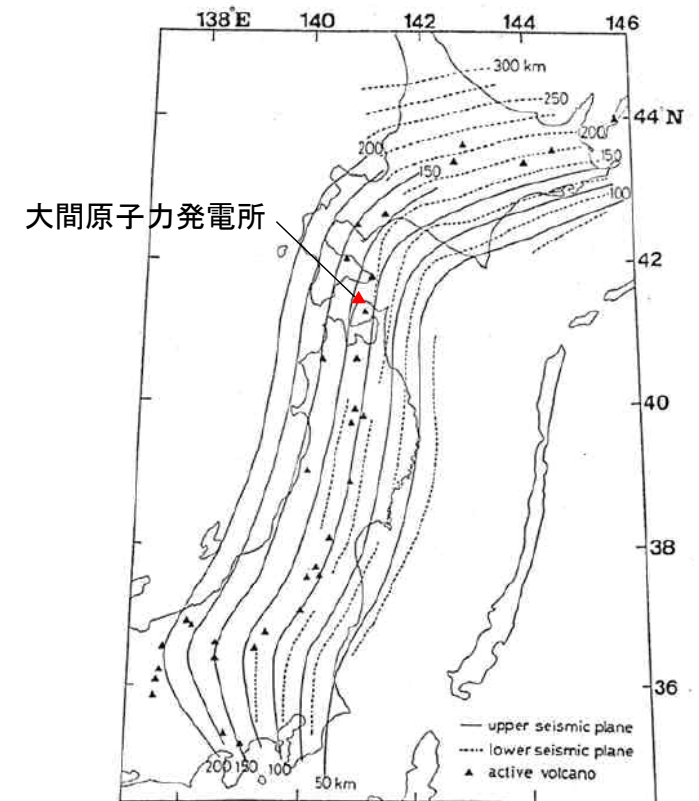 138°E 140 142 144 146
300 km
250
44°N
200
200
150
150
100
大間原子力発電所
42
40
38
36
upper seismic plane
lower seismic plane
active volcano
200 150 100
50 km